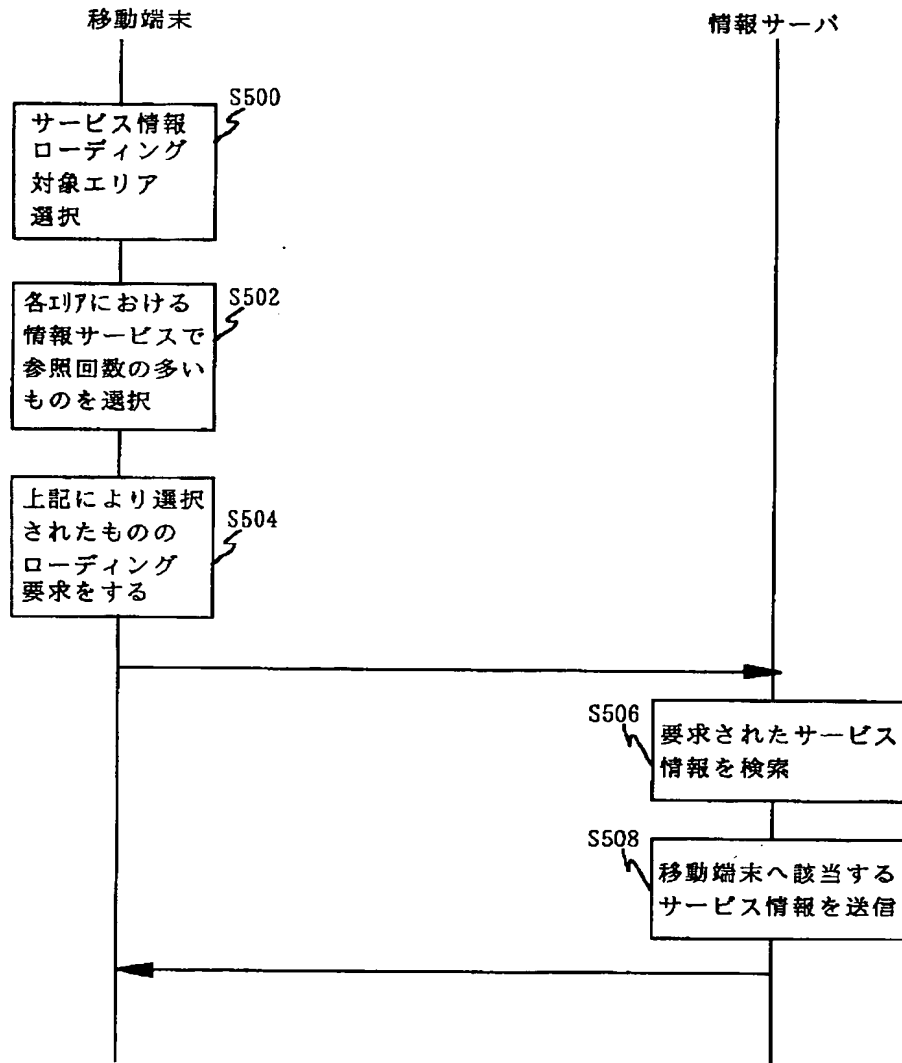 移動端末
情報サーバ
S500
サービス情報
ローディング
対象エリア
選択
S502
各エリアにおける
情報サービスで
参照回数の多い
ものを選択
S504
上記により選択
されたものの
ローディング
要求をする
S506
要求されたサービス
情報を検索
S508
移動端末へ該当する
サービス情報を送信